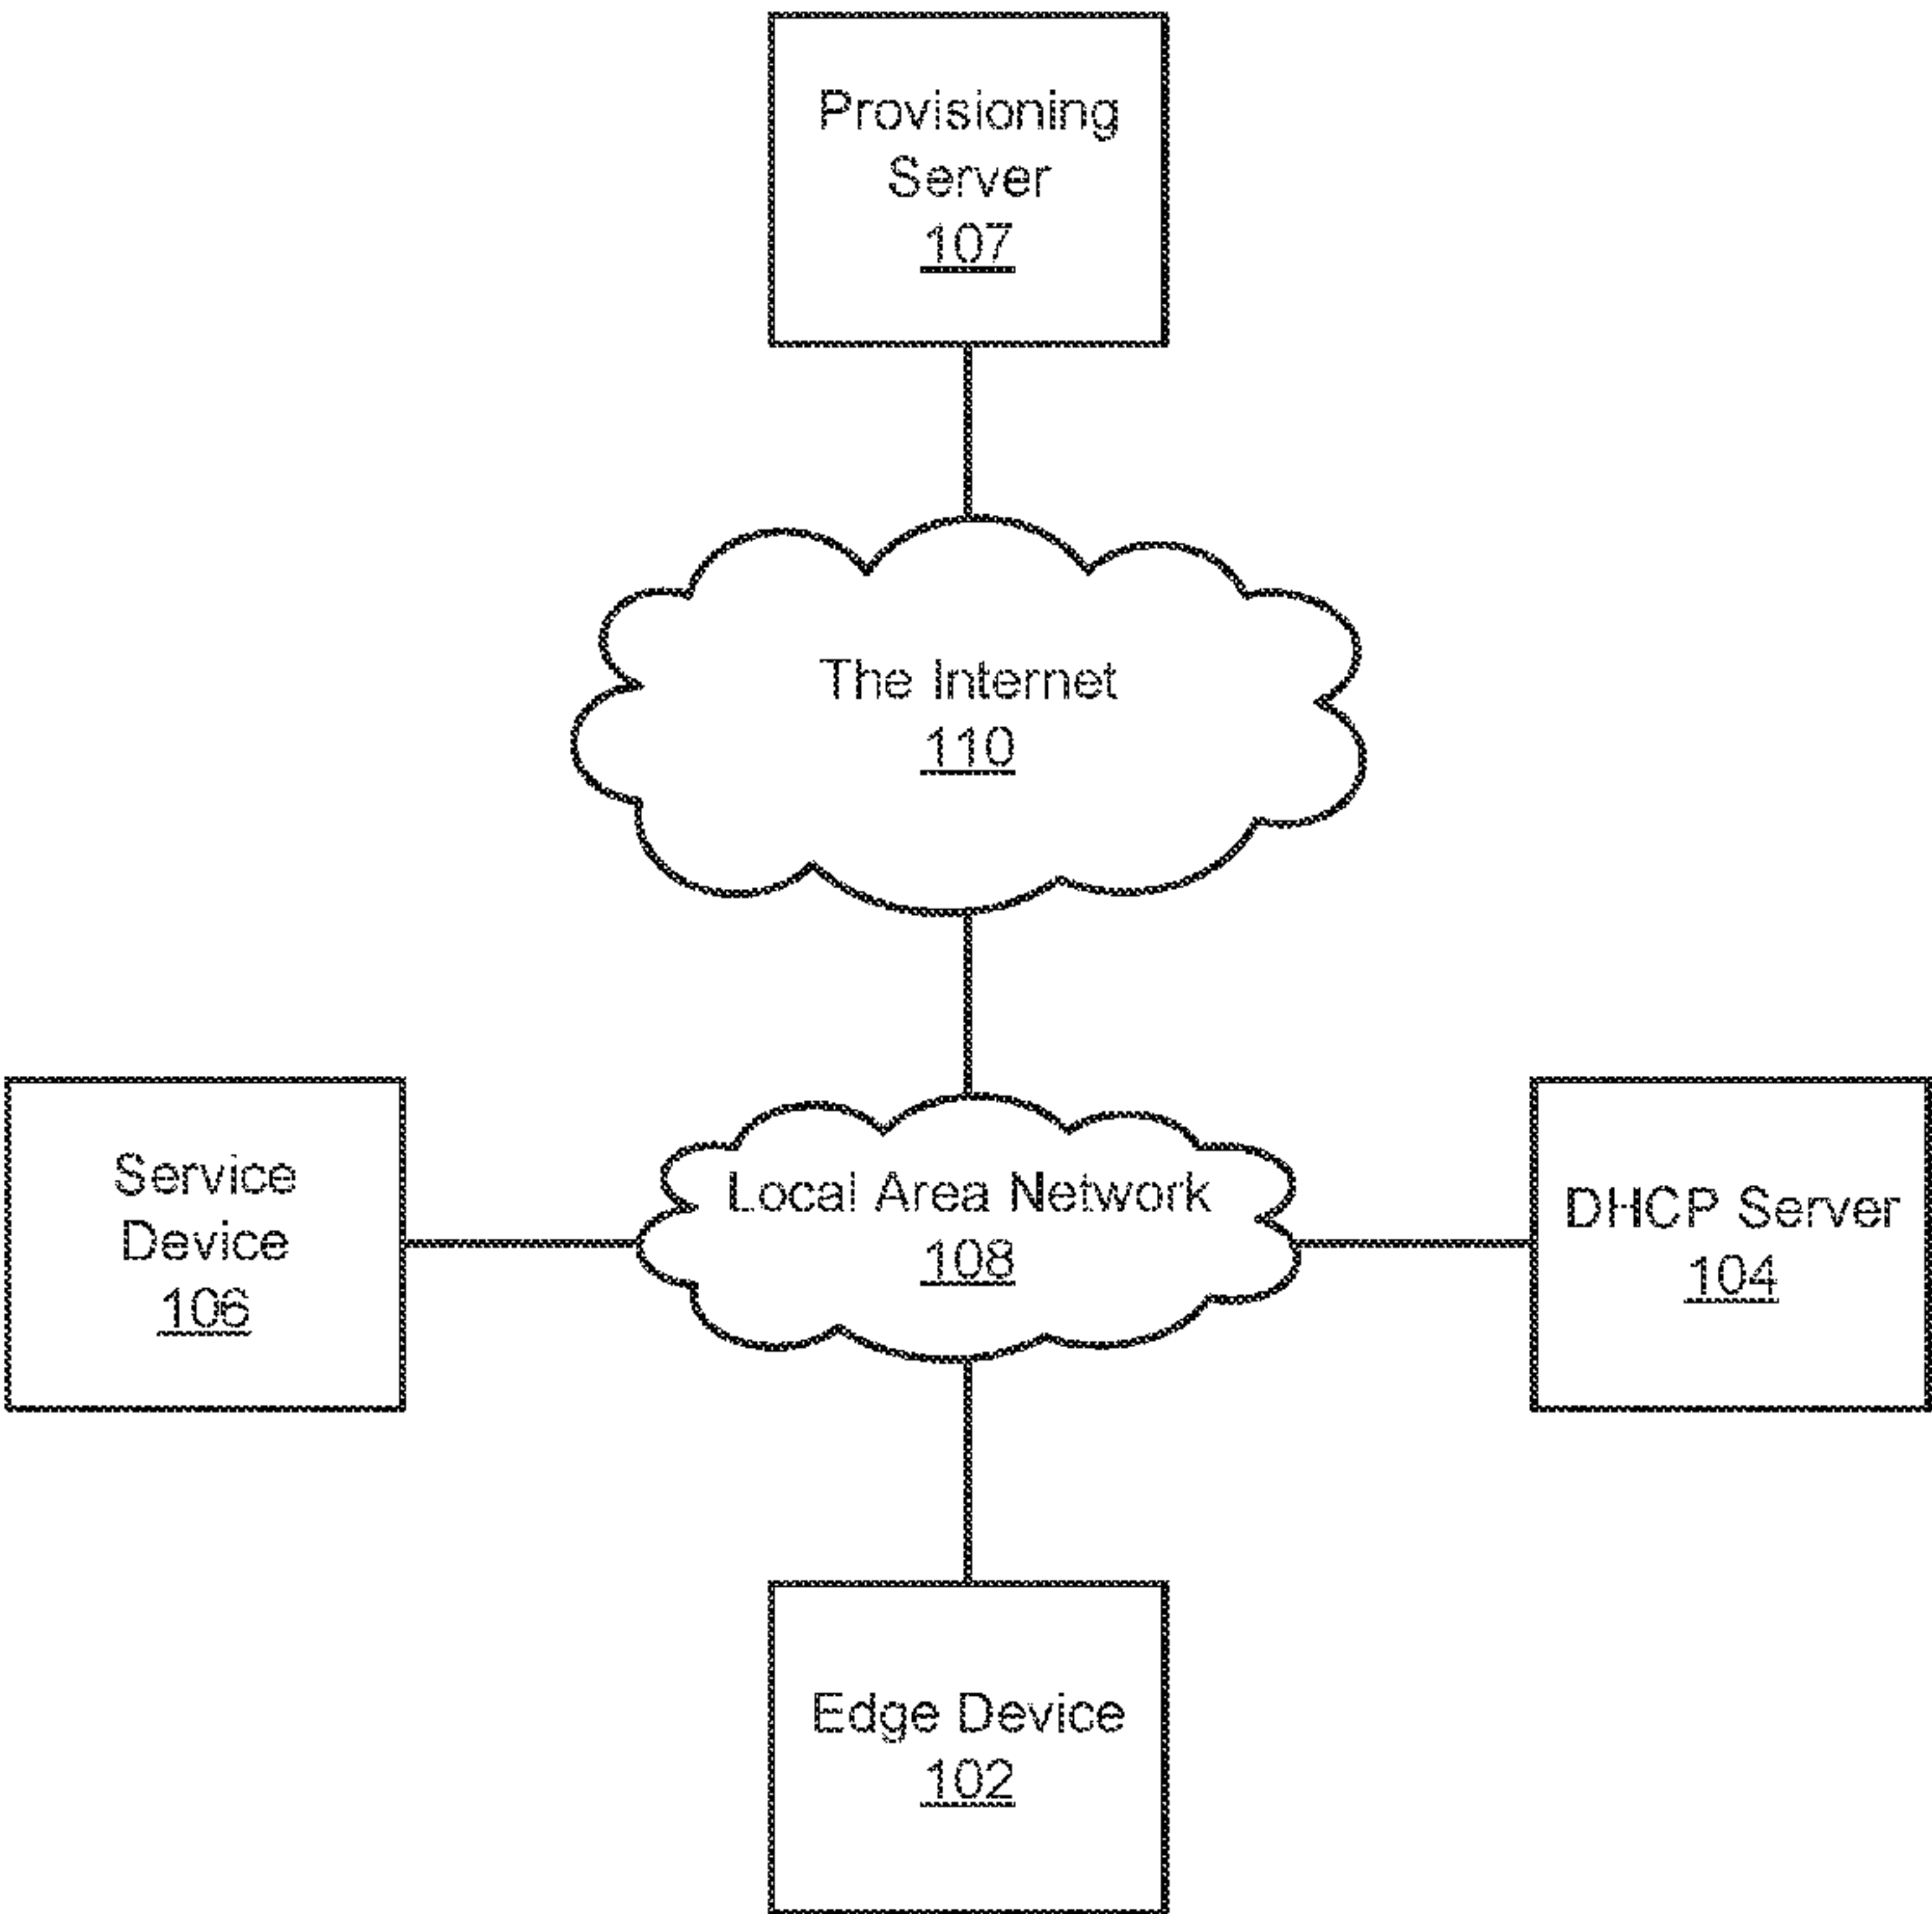 Provisioning
Server
107
The Internet
110
Service
Device
106
Local Area Network
108
DHCP Server
104
Edge Device
102